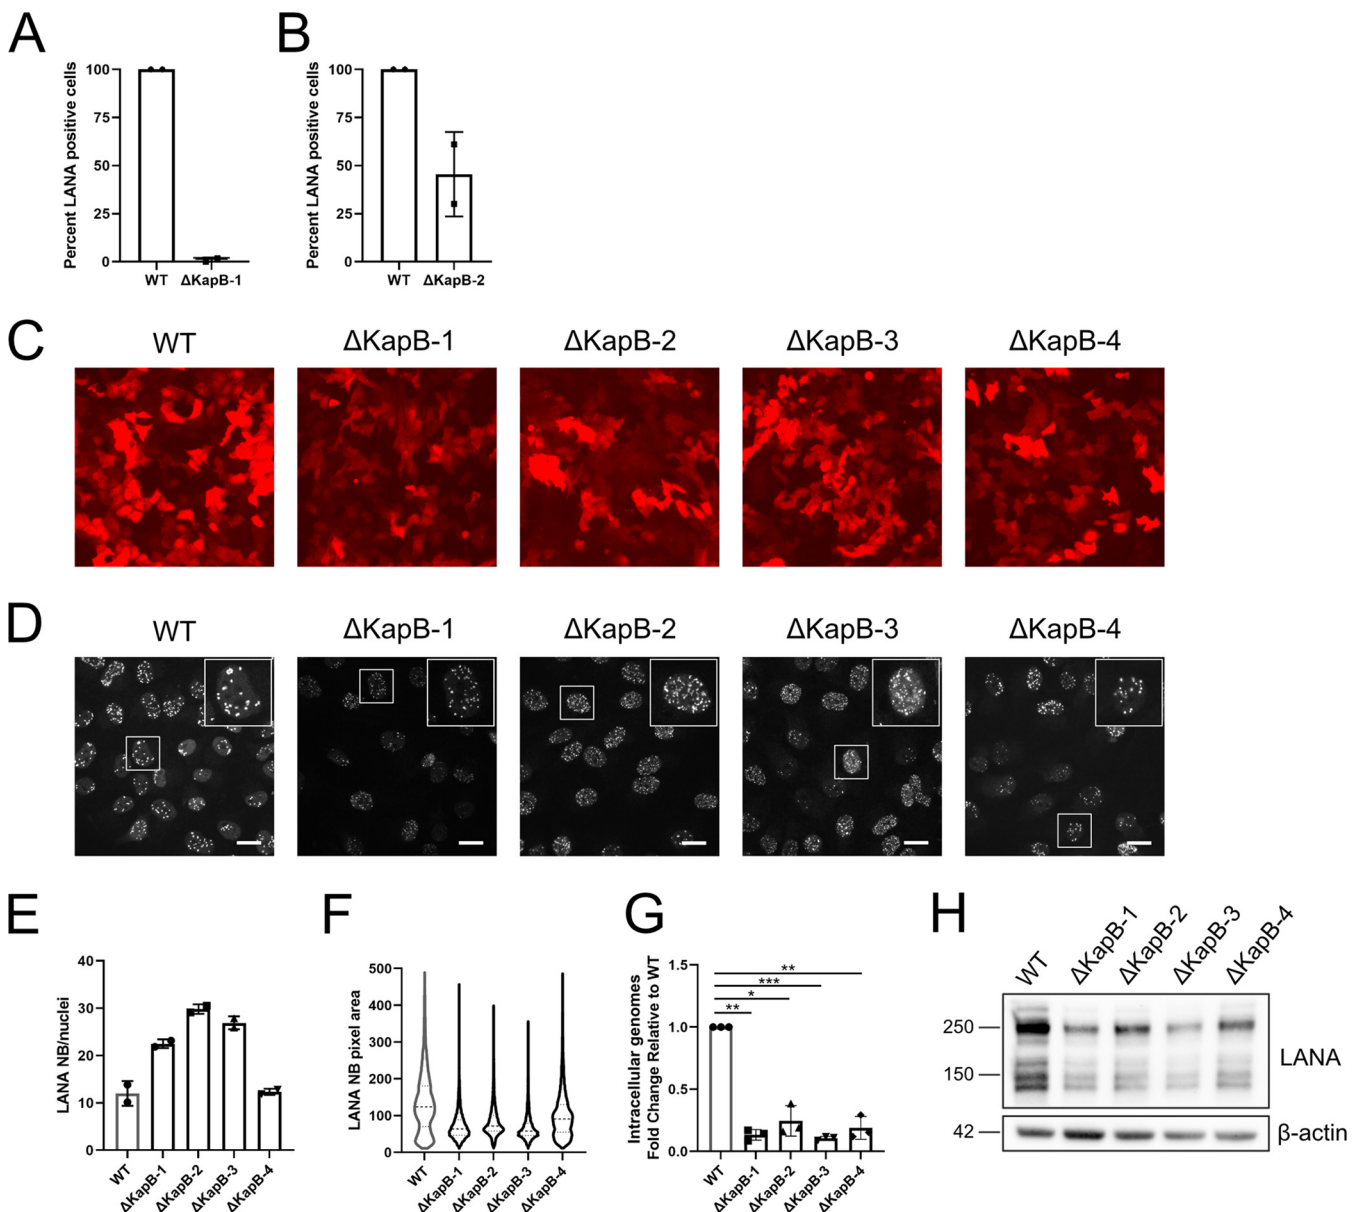 A
B
Percent LANA positive cells
100
75
50
25
0
WT
ΔKapB-1
Percent LANA positive cells
100
75
50
25
0
WT
ΔKapB-2
C
WT
ΔKapB-1
ΔKapB-2
ΔKapB-3
ΔKapB-4
D
WT
ΔKapB-1
ΔKapB-2
ΔKapB-3
ΔKapB-4
E
LANA NB/nuclei
40
30
20
10
0
WT
ΔKapB-1
ΔKapB-2
ΔKapB-3
ΔKapB-4
F
LANA NB pixel area
500
400
300
200
100
0
WT
ΔKapB-1
ΔKapB-2
ΔKapB-3
ΔKapB-4
G
Intracellular genomes
Fold Change Relative to WT
1.5
1.0
0.5
0.0
**
***
*
**
WT
ΔKapB-1
ΔKapB-2
ΔKapB-3
ΔKapB-4
H
WT
ΔKapB-1
ΔKapB-2
ΔKapB-3
ΔKapB-4
250
150
LANA
42
β-actin